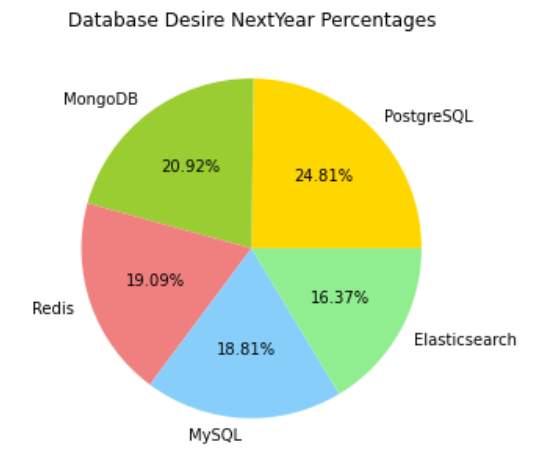 Database Desire NextYear Percentages
MongoDB
PostgreSQL
20.92%
24.81%
19.09%
16.37%
Redis
Elasticsearch
18.81%
MySQL